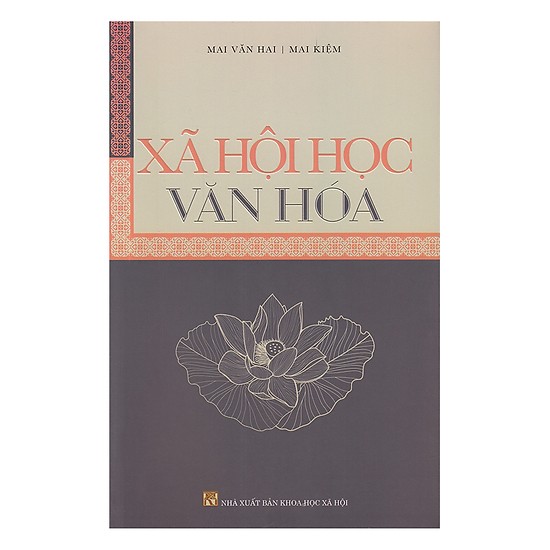 MAI VĂN HAI | MAI KIỆM
XÃ HỘI HỌC
VĂN HÓA
NHÀ XUẤT BẢN KHOA HỌC XÃ HỘI